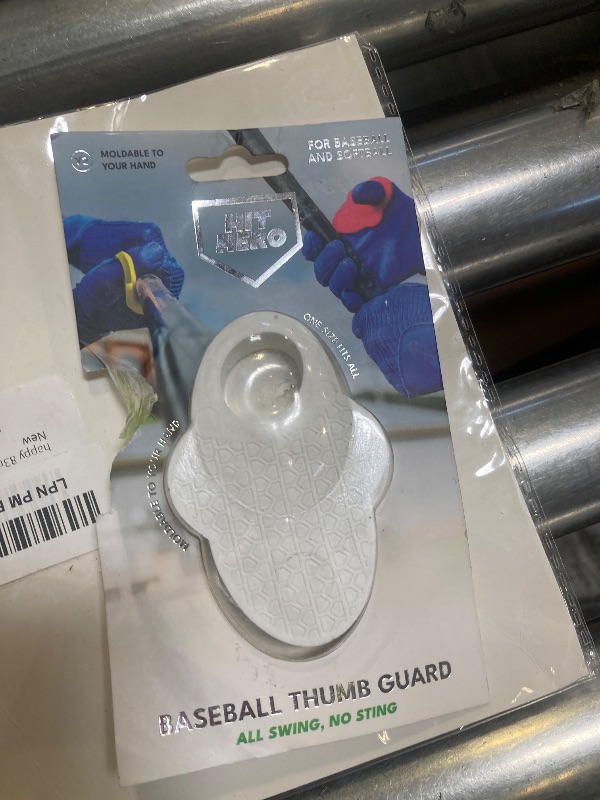 MOLDABLE TO
YOUR HAND
FOR BASEBALL
AND SOFTBALL
HIT
HERO
ONE SIZE FITS ALL
MOLDABLE TO YOUR HAND
BASEBALL THUMB GUARD
ALL SWING, NO STING
LPN PM
happy
New